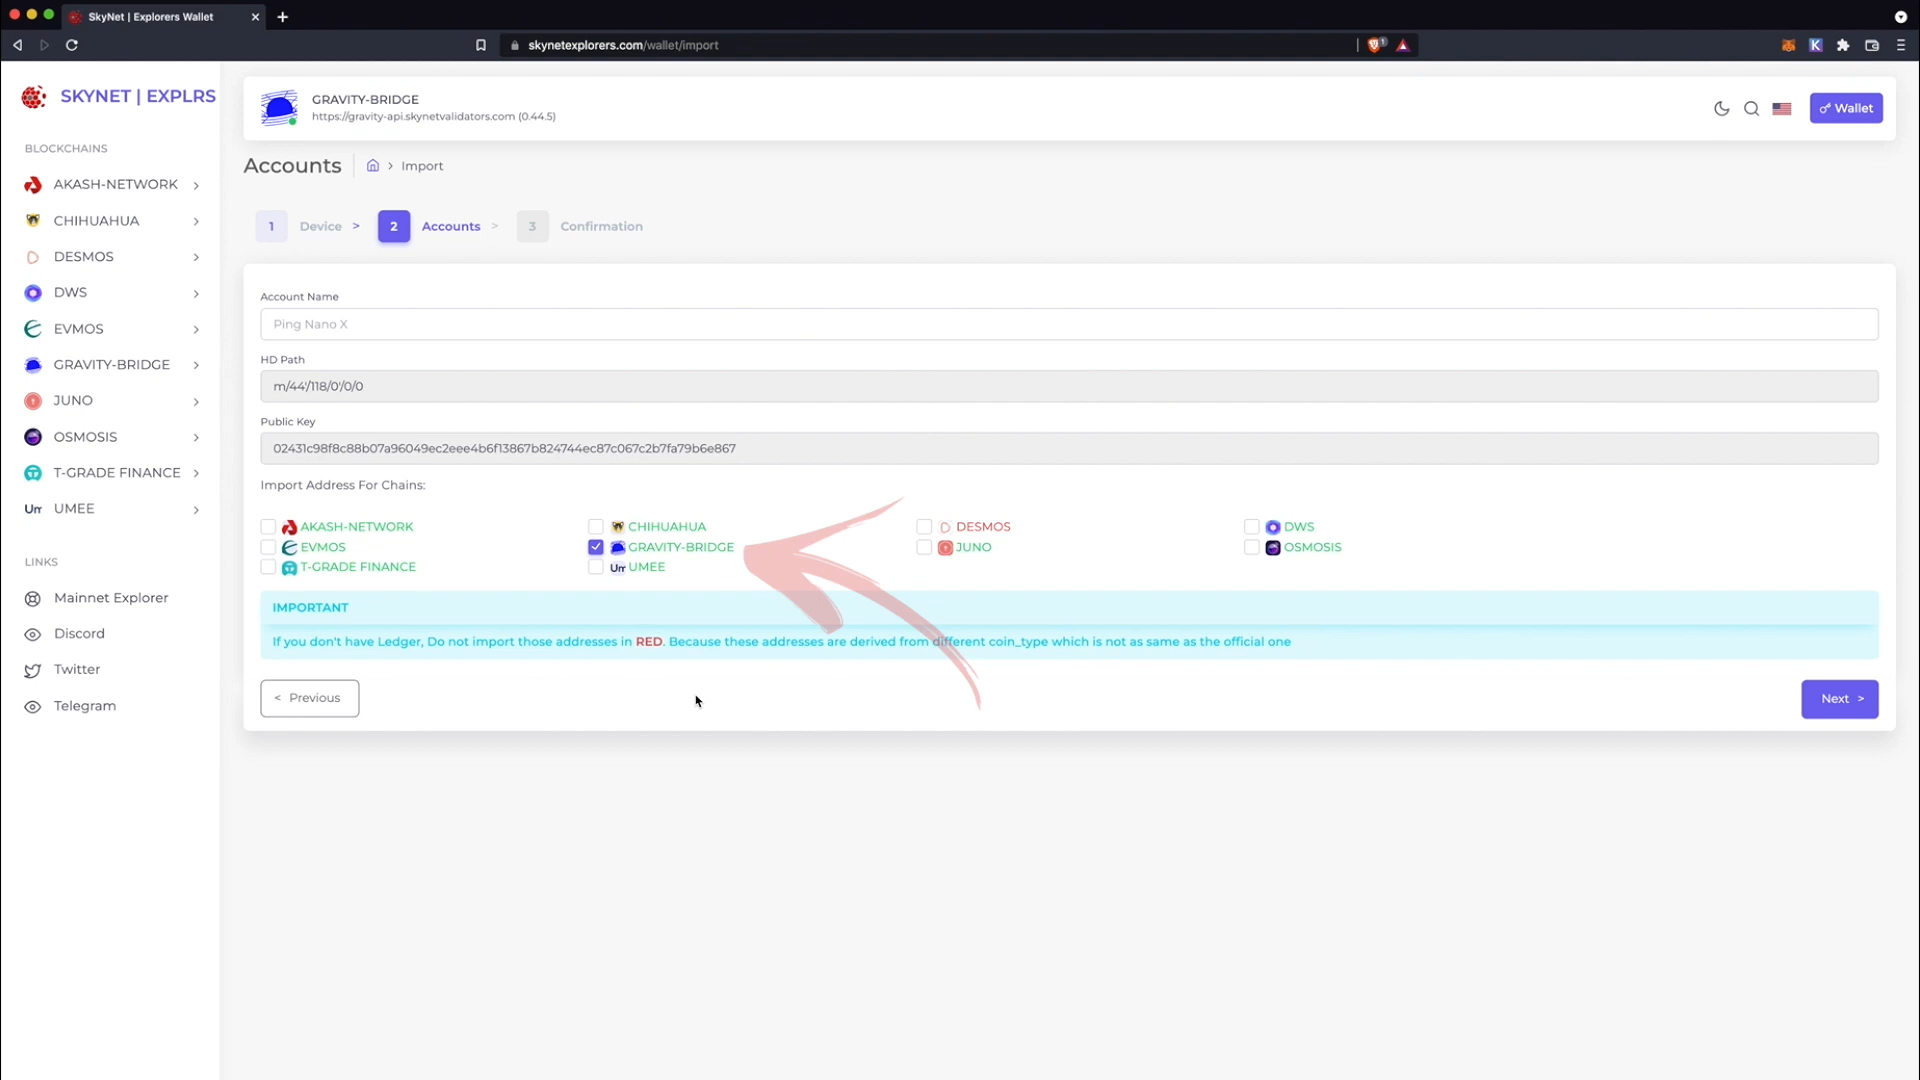 SkyNet | Explorers Wallet
skynetexplorers.com/wallet/import
SKYNET | EXPLRS
GRAVITY-BRIDGE
https://gravity-api.skynetvalidators.com (0.44.5)
Wallet
BLOCKCHAINS
AKASH-NETWORK
CHIHUAHUA
DESMOS
DWS
EVMOS
GRAVITY-BRIDGE
JUNO
OSMOSIS
T-GRADE FINANCE
UMEE
LINKS
Mainnet Explorer
Discord
Twitter
Telegram
Accounts > Import
1 Device > 2 Accounts > 3 Confirmation
Account Name
Ping Nano X
HD Path
m/44'/118/0'/0/0
Public Key
02431c98f8c88b07a96049ec2eee4b6f13867b824744ec87c067c2b7fa79b6e867
Import Address For Chains:
AKASH-NETWORK CHIHUAHUA DESMOS DWS
EVMOS GRAVITY-BRIDGE JUNO OSMOSIS
T-GRADE FINANCE UMEE
IMPORTANT
If you don't have Ledger, Do not import those addresses in RED. Because these addresses are derived from different coin_type which is not as same as the official one
< Previous
Next >